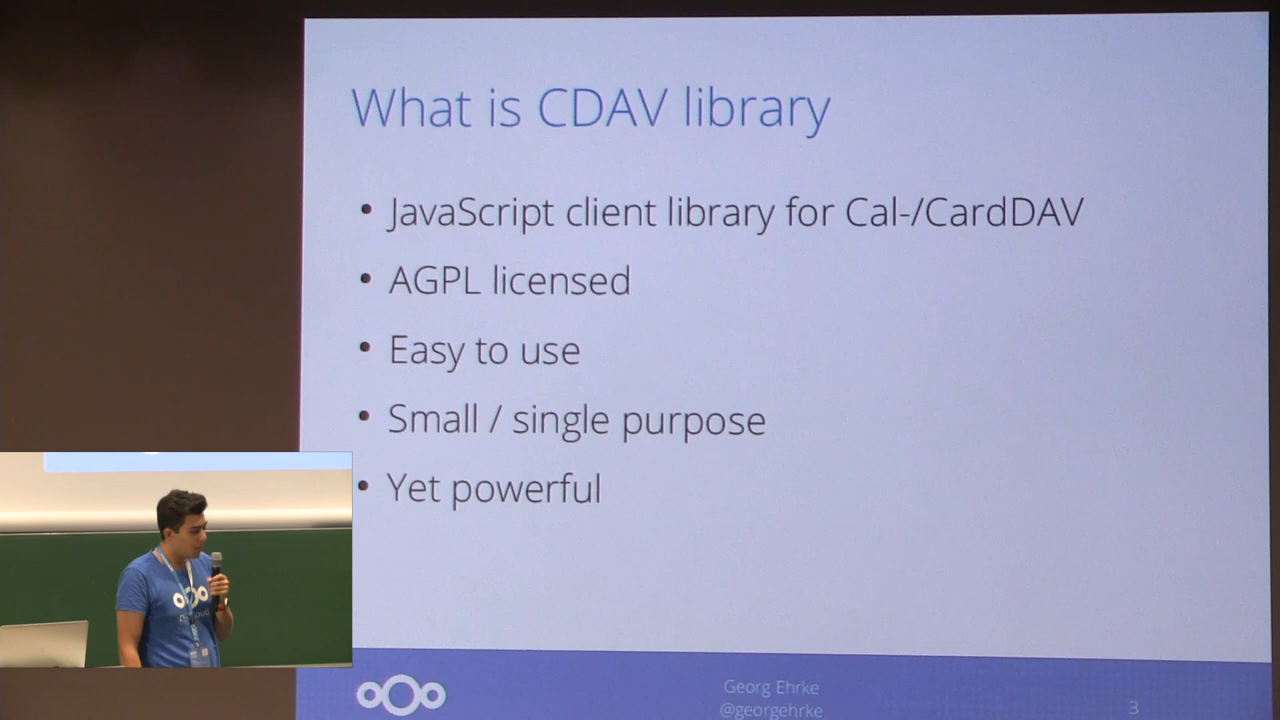 What is CDAV library
• JavaScript client library for Cal-/CardDAV
• AGPL licensed
• Easy to use
• Small / single purpose
• Yet powerful
Georg Ehrke
@georgehrke
3